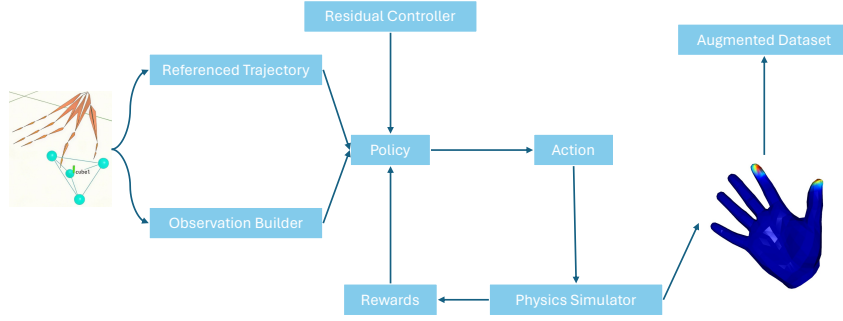 Residual Controller
Augmented Dataset
Referenced Trajectory
cube1
Policy
Action
Observation Builder
Rewards
Physics Simulator